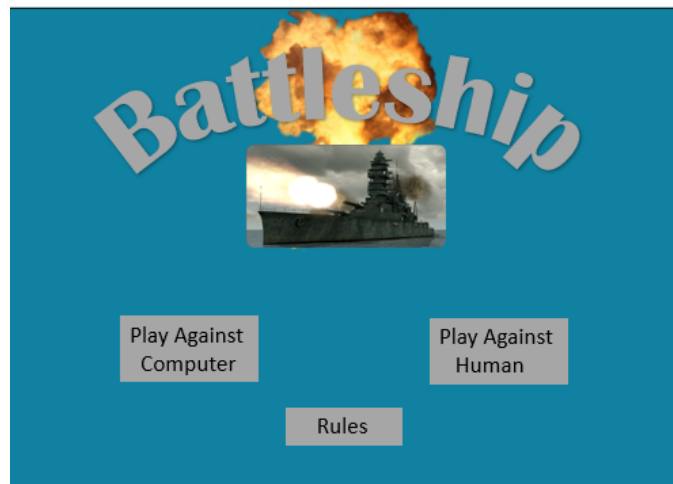 Battleship
Play Against
Computer
Play Against
Human
Rules